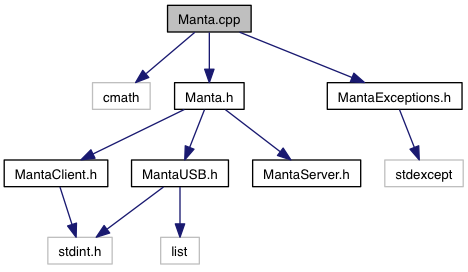 Manta.cpp
cmath
Manta.h
MantaExceptions.h
MantaClient.h
MantaUSB.h
MantaServer.h
stdexcept
stdint.h
list